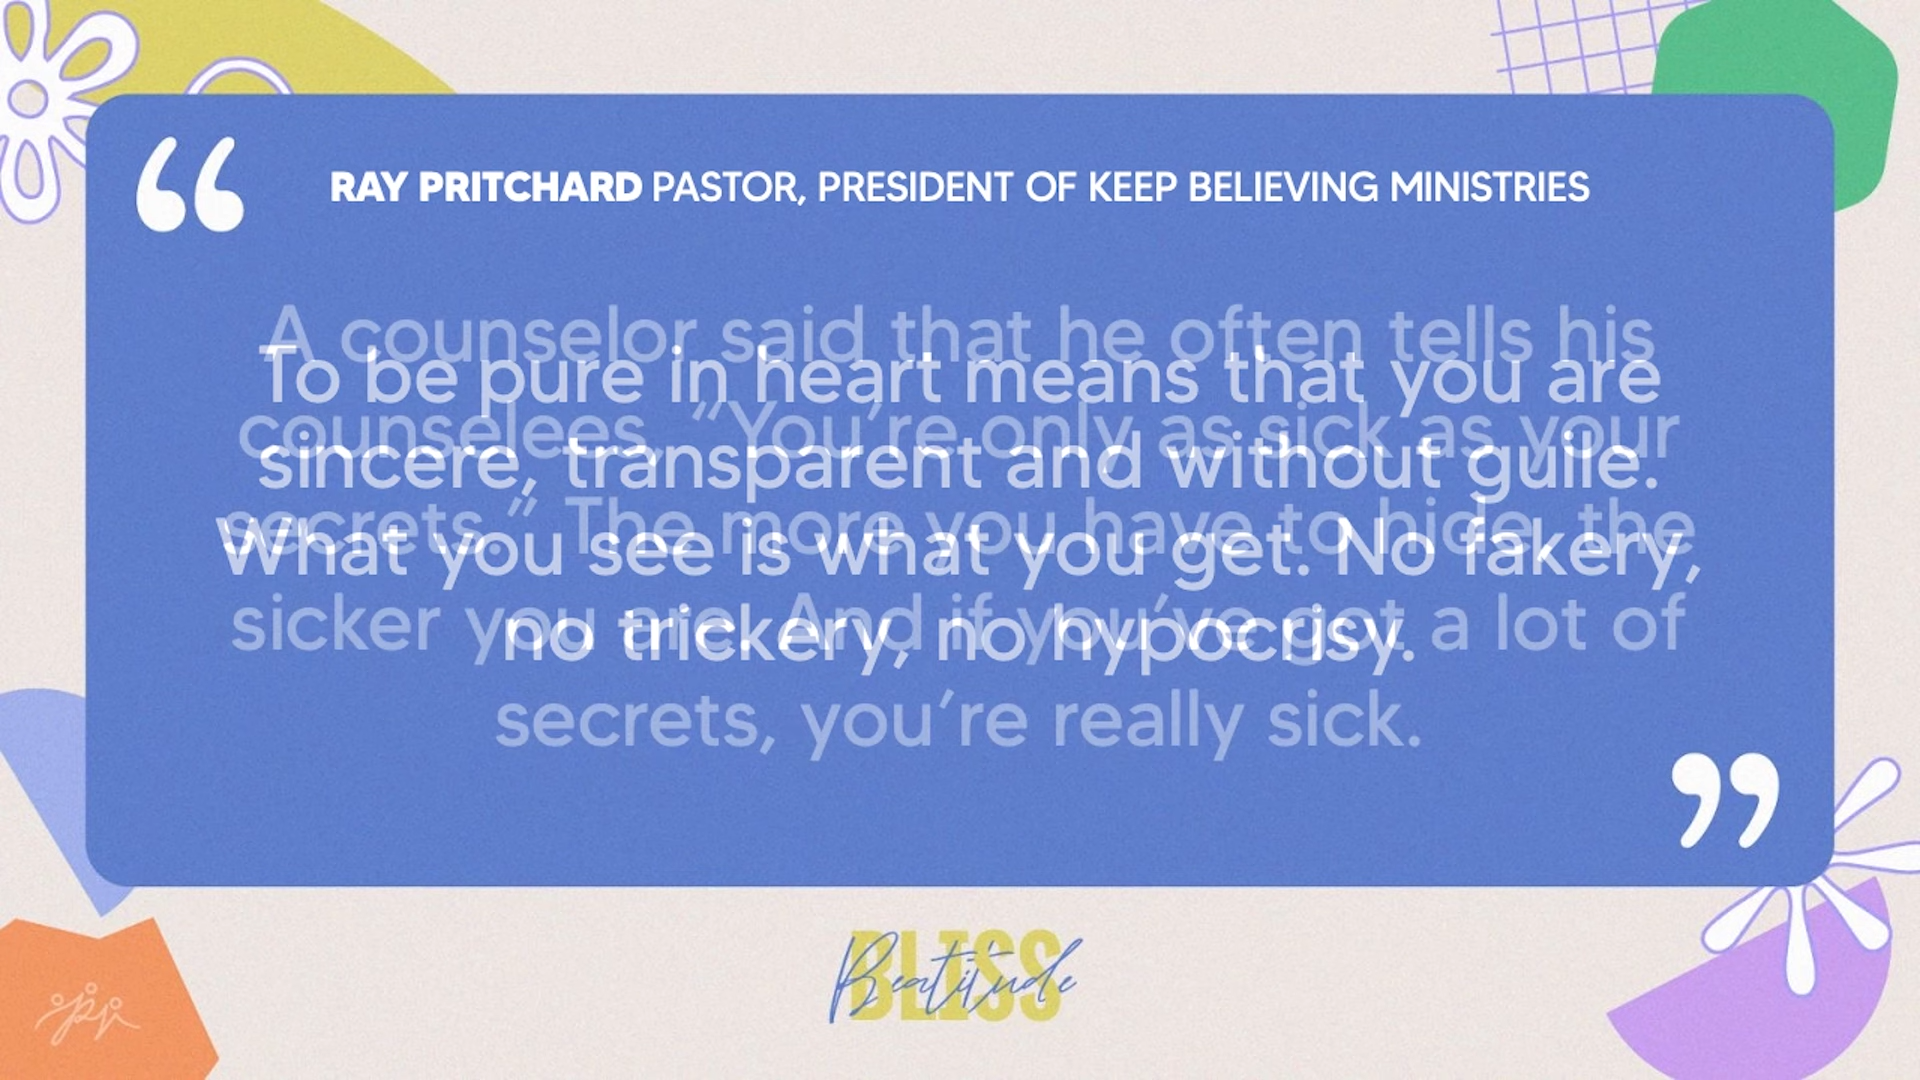 RAY PRITCHARD PASTOR, PRESIDENT OF KEEP BELIEVING MINISTRIES
A counselor said that he often tells his
counselees, “You’re only as sick as your
secrets.” The more you have to hide, the
sicker you are. And if you’ve got a lot of
secrets, you’re really sick.
To be pure in heart means that you are
sincere, transparent and without guile.
What you see is what you get. No fakery,
no trickery, no hypocrisy.
BLISS
Beatitude